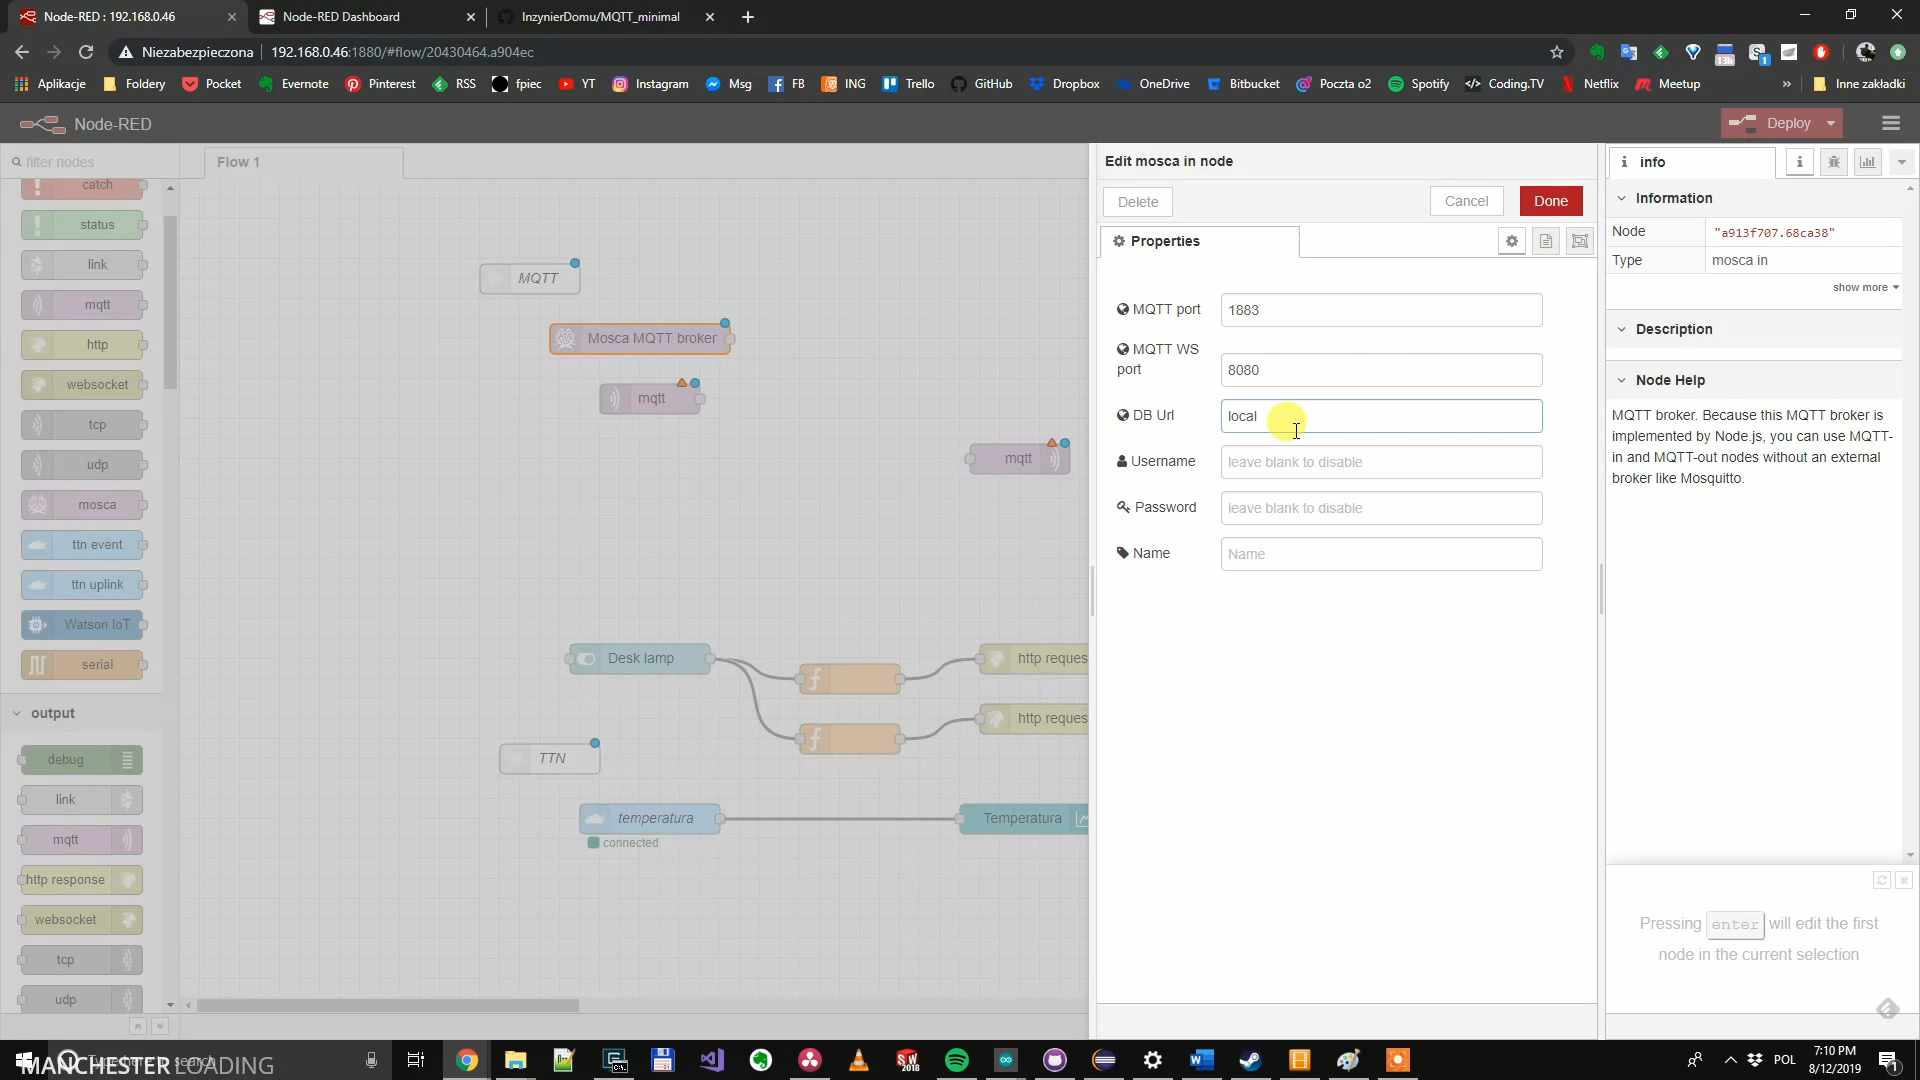 Node-RED : 192.168.0.46
Node-RED Dashboard
InzynierDomu/MQTT_minimal
Niezabezpieczona
192.168.0.46:1880/#flow/20430464.a904ec
13h
1
Aplikacje
Foldery
Pocket
Evernote
Pinterest
RSS
fpiec
YT
Instagram
Msg
FB
ING
Trello
GitHub
Dropbox
OneDrive
Bitbucket
Poczta o2
Spotify
Coding.TV
Netflix
Meetup
»
Inne zakładki
Node-RED
Deploy
filter nodes
catch
status
link
mqtt
http
websocket
tcp
udp
mosca
ttn event
ttn uplink
Watson IoT
serial
output
debug
link
mqtt
http response
websocket
tcp
udp
Flow 1
MQTT
Mosca MQTT broker
mqtt
mqtt
Desk lamp
f
f
http reques
http reques
TTN
temperatura
connected
Temperatura
Edit mosca in node
Delete
Cancel
Done
Properties
MQTT port
1883
MQTT WS
port
8080
DB Url
local
Username
leave blank to disable
Password
leave blank to disable
Name
Name
info
Information
Node
"a913f707.68ca38"
Type
mosca in
show more
Description
Node Help
MQTT broker. Because this MQTT broker is
implemented by Node.js, you can use MQTT-
in and MQTT-out nodes without an external
broker like Mosquitto.
Pressing enter will edit the first
node in the current selection
Type here to search
MANCHESTER LOADING
2018
POL
7:10 PM
8/12/2019
1